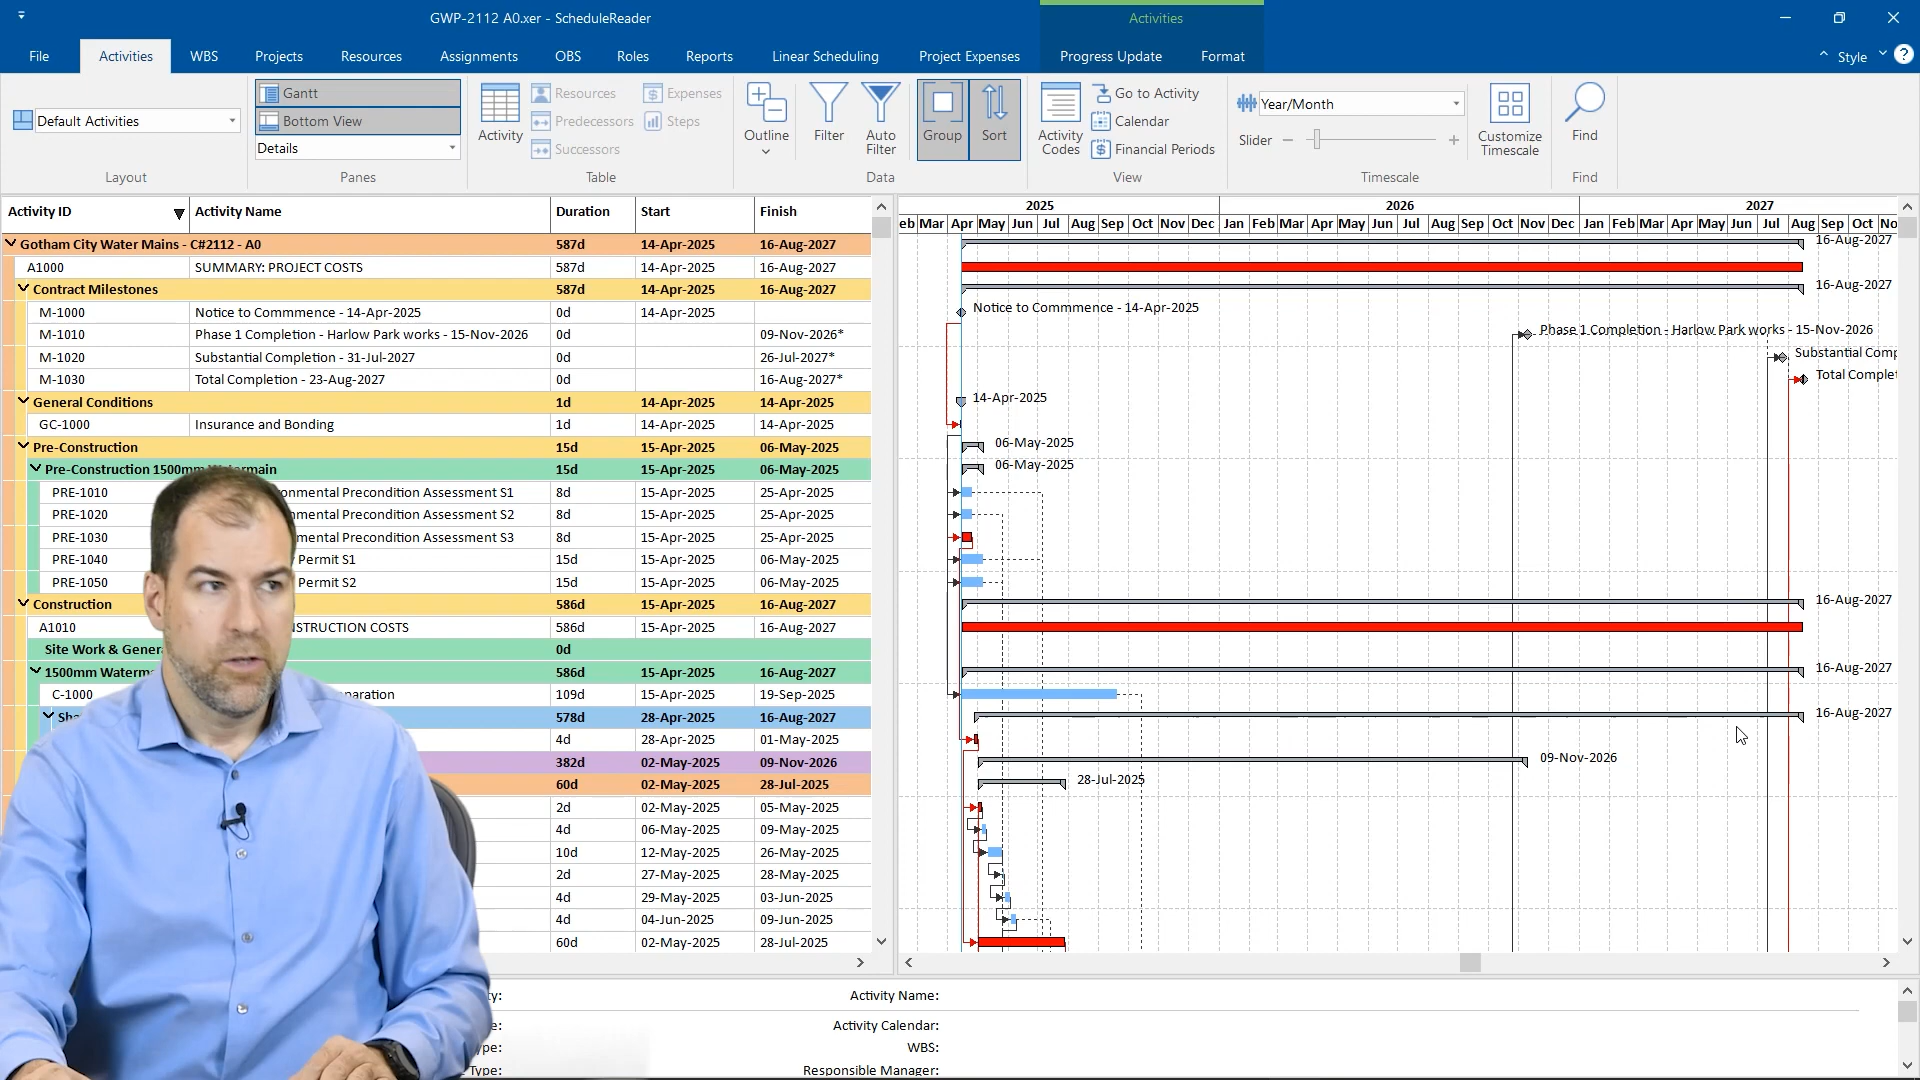 GWP-2112 A0.xer - ScheduleReader
Activities
File Activities WBS Projects Resources Assignments OBS Roles Reports Linear Scheduling Project Expenses Progress Update Format Style ?
Default Activities
Layout
Gantt
Bottom View
Details
Panes
Activity
Resources
Predecessors
Successors
Expenses
Steps
Table
Outline
Filter
Auto Filter
Group
Sort
Data
Activity Codes
Go to Activity
Calendar
Financial Periods
View
Year/Month
Slider
Customize Timescale
Timescale
Find
Find
Activity ID Activity Name Duration Start Finish
Gotham City Water Mains - C#2112 - A0 587d 14-Apr-2025 16-Aug-2027
A1000 SUMMARY: PROJECT COSTS 587d 14-Apr-2025 16-Aug-2027
Contract Milestones 587d 14-Apr-2025 16-Aug-2027
M-1000 Notice to Commmence - 14-Apr-2025 0d 14-Apr-2025
M-1010 Phase 1 Completion - Harlow Park works - 15-Nov-2026 0d 09-Nov-2026*
M-1020 Substantial Completion - 31-Jul-2027 0d 26-Jul-2027*
M-1030 Total Completion - 23-Aug-2027 0d 16-Aug-2027*
General Conditions 1d 14-Apr-2025 14-Apr-2025
GC-1000 Insurance and Bonding 1d 14-Apr-2025 14-Apr-2025
Pre-Construction 15d 15-Apr-2025 06-May-2025
Pre-Construction 1500mm Watermain 15d 15-Apr-2025 06-May-2025
PRE-1010 onmental Precondition Assessment S1 8d 15-Apr-2025 25-Apr-2025
PRE-1020 nmental Precondition Assessment S2 8d 15-Apr-2025 25-Apr-2025
PRE-1030 nmental Precondition Assessment S3 8d 15-Apr-2025 25-Apr-2025
PRE-1040 Permit S1 15d 15-Apr-2025 06-May-2025
PRE-1050 Permit S2 15d 15-Apr-2025 06-May-2025
Construction 586d 15-Apr-2025 16-Aug-2027
A1010 NSTRUCTION COSTS 586d 15-Apr-2025 16-Aug-2027
Site Work & Genera 0d
1500mm Waterm 586d 15-Apr-2025 16-Aug-2027
C-1000 paration 109d 15-Apr-2025 19-Sep-2025
Sha 578d 28-Apr-2025 16-Aug-2027
4d 28-Apr-2025 01-May-2025
382d 02-May-2025 09-Nov-2026
60d 02-May-2025 28-Jul-2025
2d 02-May-2025 05-May-2025
4d 06-May-2025 09-May-2025
10d 12-May-2025 26-May-2025
2d 27-May-2025 28-May-2025
4d 29-May-2025 03-Jun-2025
4d 04-Jun-2025 09-Jun-2025
60d 02-May-2025 28-Jul-2025
2025 2026 2027
eb Mar Apr May Jun Jul Aug Sep Oct Nov Dec Jan Feb Mar Apr May Jun Jul Aug Sep Oct Nov Dec Jan Feb Mar Apr May Jun Jul Aug Sep Oct No
16-Aug-2027
16-Aug-2027
Notice to Commmence - 14-Apr-2025
Phase 1 Completion - Harlow Park works - 15-Nov-2026
Substantial Comp
Total Complet
14-Apr-2025
06-May-2025
06-May-2025
16-Aug-2027
16-Aug-2027
16-Aug-2027
09-Nov-2026
28-Jul-2025
ty: Activity Name:
e: Activity Calendar:
ype: WBS:
Type: Responsible Manager: